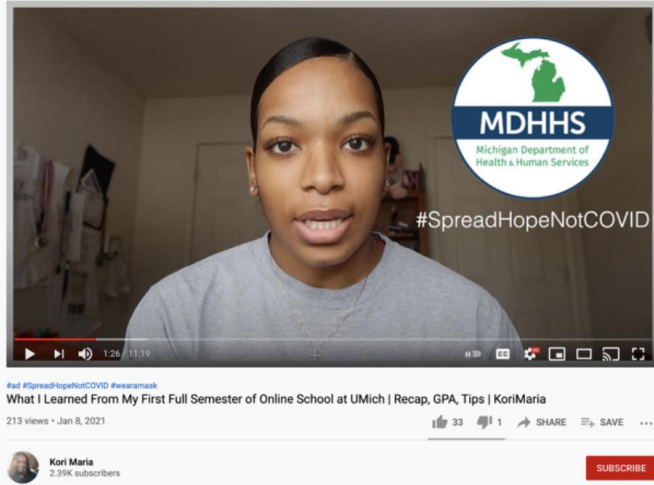 MDHHS
Michigan Department of
Health & Human Services
#SpreadHopeNotCOVID
1:26 / 11:19
CC
HD
#ad #SpreadHopeNotCOVID #wearamask
What I Learned From My First Full Semester of Online School at UMich | Recap, GPA, Tips | KoriMaria
213 views • Jan 8, 2021
33
1
SHARE
SAVE
Kori Maria
2.39K subscribers
SUBSCRIBE